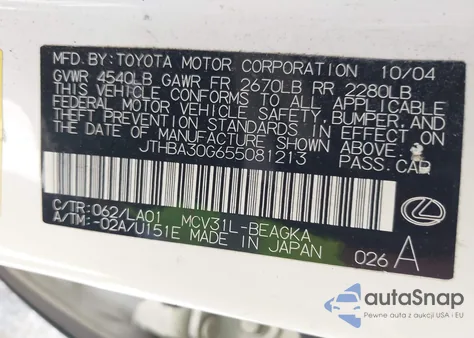 MFD.BY:TOYOTA MOTOR CORPORATION 10/04
GVWR 4540LB GAWR FR 2670LB RR 2280LB
THIS VEHICLE CONFORMS TO ALL APPLICABLE
FEDERAL MOTOR VEHICLE SAFETY, BUMPER, AND
THEFT PREVENTION STANDARDS IN EFFECT ON
THE DATE OF MANUFACTURE SHOWN ABOVE.
JTHBA30G655081213 PASS.CAR
C/TR:062/LA01 MCV31L-BEAGKA
A/TM:-02A/U151E MADE IN JAPAN
026 A
autoSnap
Pewne auta z aukcji USA i EU